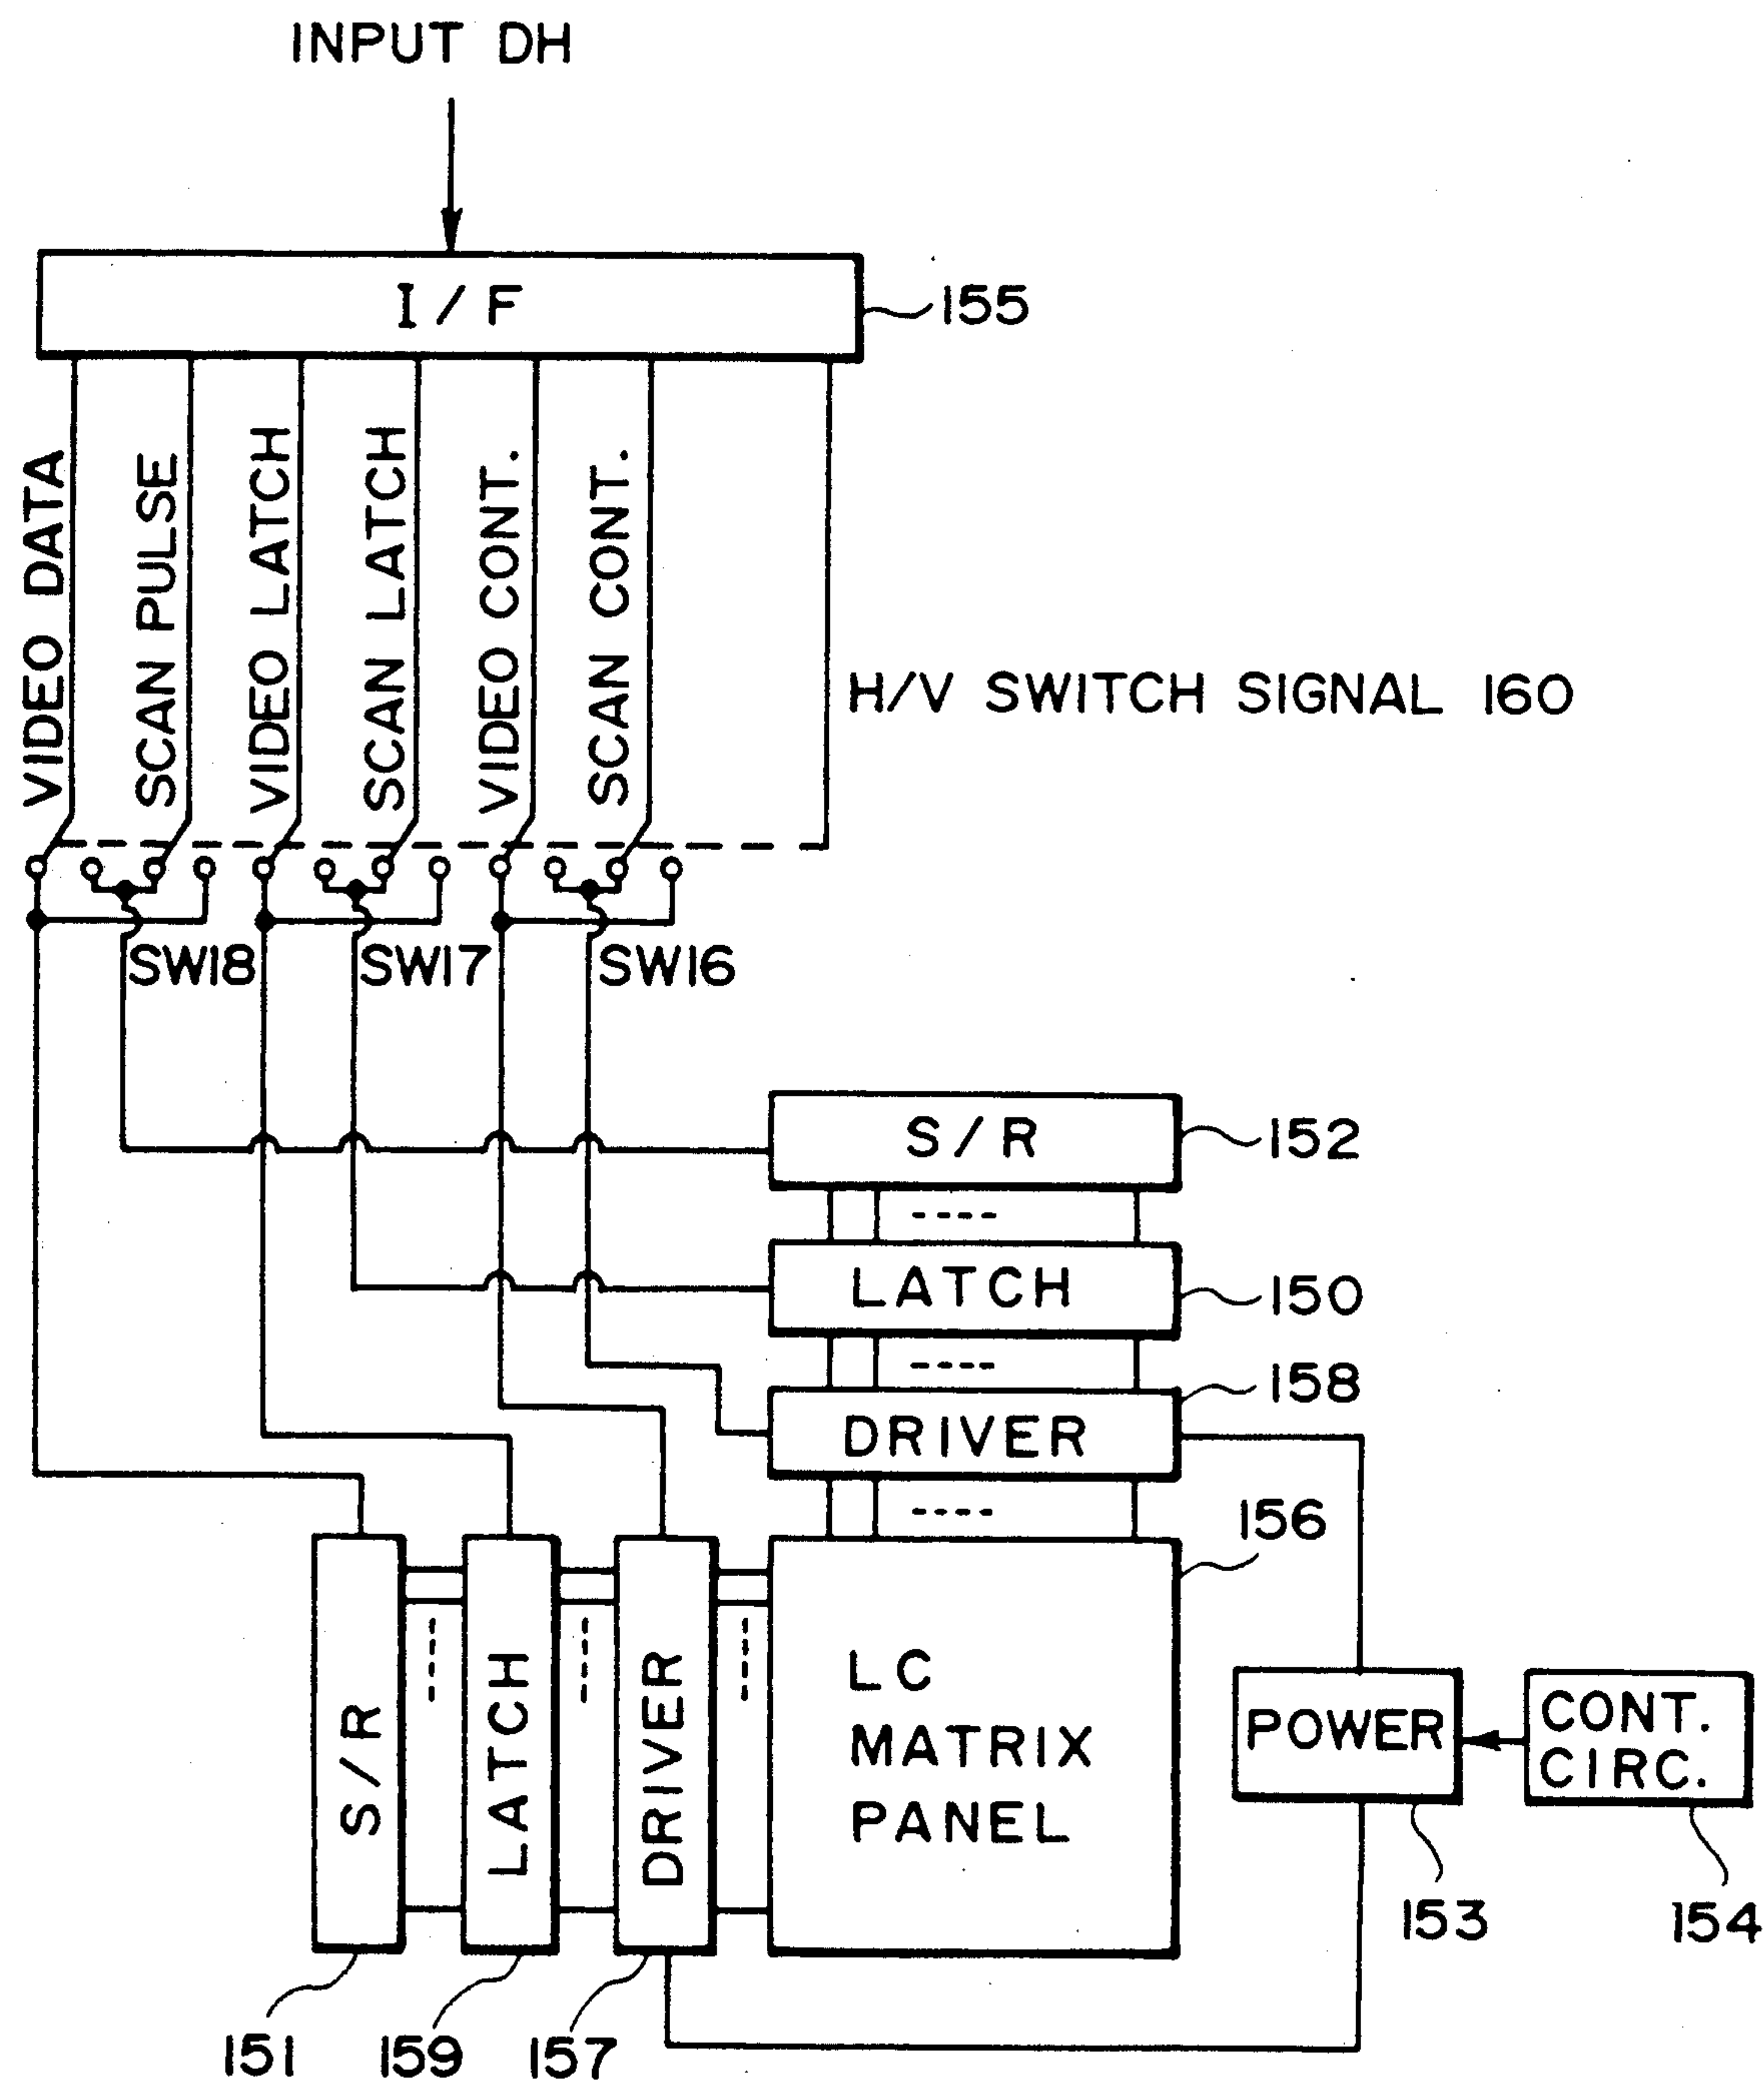 INPUT DH
I/F
155
VIDEO DATA
SCAN PULSE
VIDEO LATCH
SCAN LATCH
VIDEO CONT.
SCAN CONT.
H/V SWITCH SIGNAL 160
SW18
SW17
SW16
S/R
152
LATCH
150
DRIVER
158
156
S/R
LATCH
DRIVER
LC
MATRIX
PANEL
POWER
CONT.
CIRC.
153
154
151
159
157